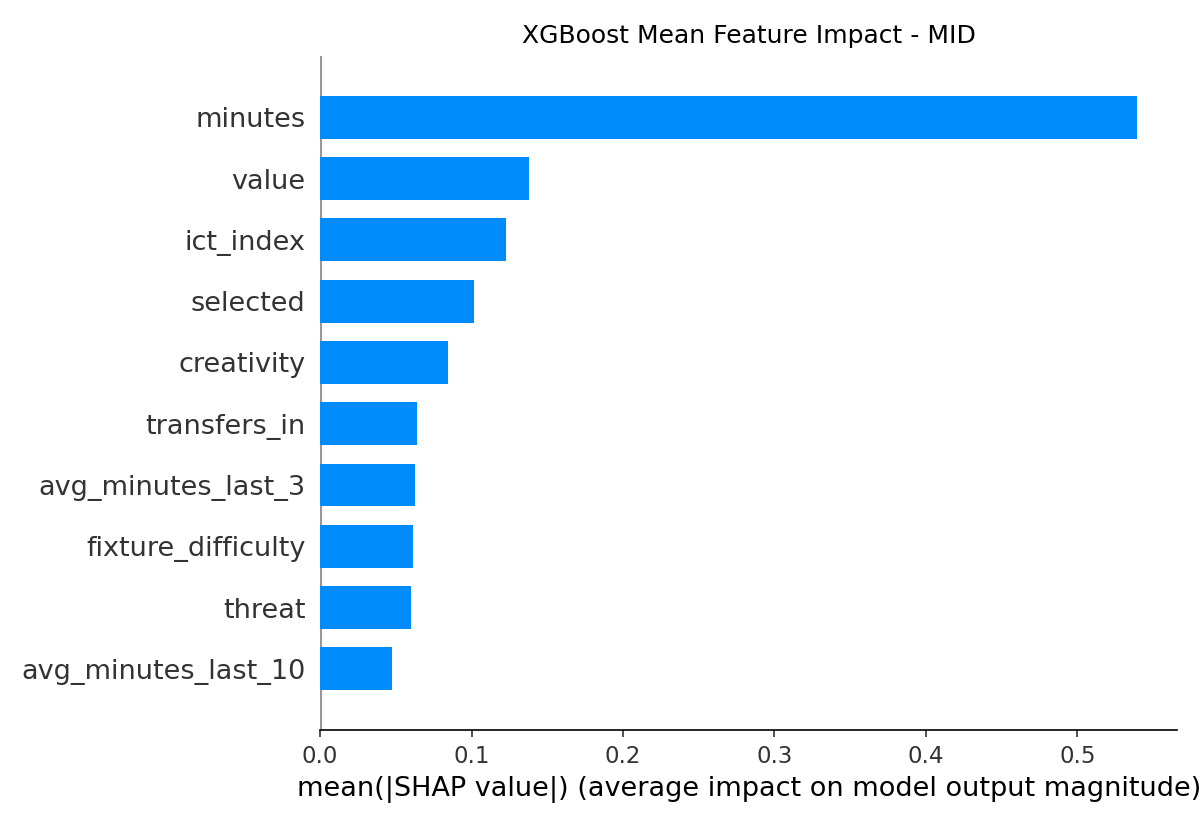 XGBoost Mean Feature Impact - MID
minutes
value
ict_index
selected
creativity
transfers_in
avg_minutes_last_3
fixture_difficulty
threat
avg_minutes_last_10
0.0 0.1 0.2 0.3 0.4 0.5
mean(|SHAP value|) (average impact on model output magnitude)